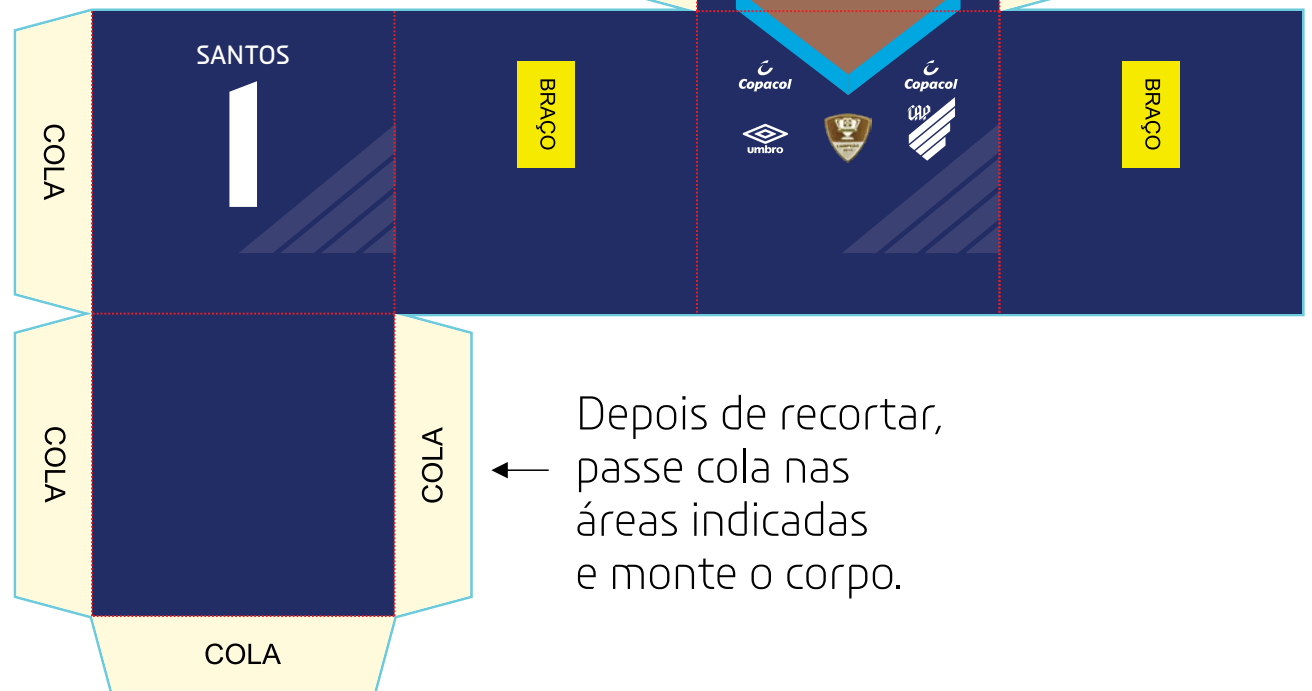 SANTOS
1
COLA
BRAÇO
Copacol
Copacol
umbro
CAP
BRAÇO
COLA
COLA
Depois de recortar,
passe cola nas
áreas indicadas
e monte o corpo.
COLA